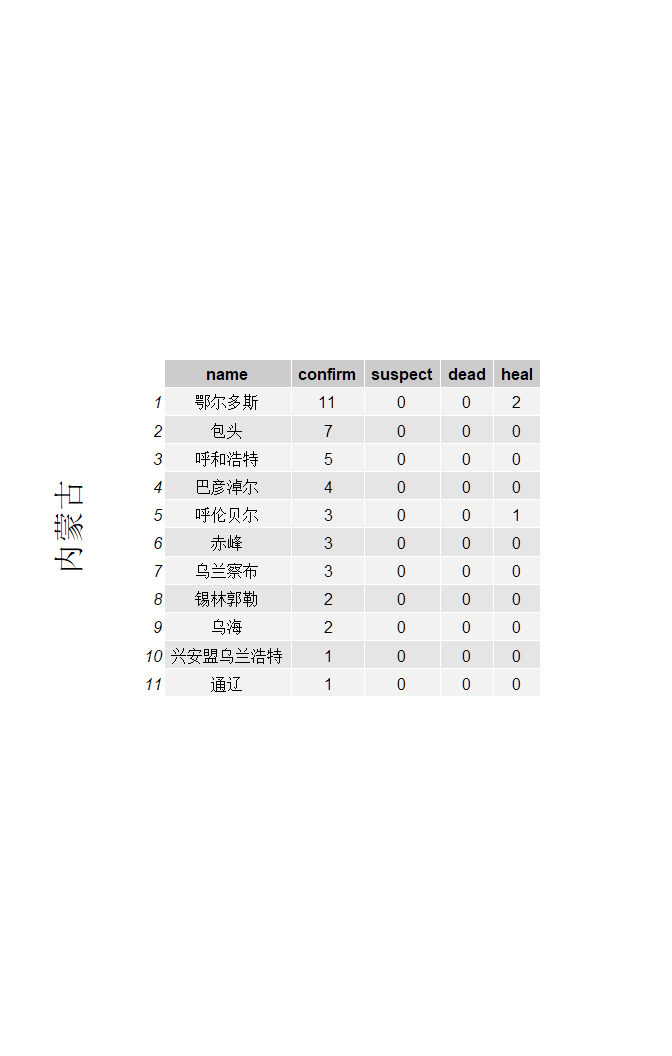 内蒙古
name confirm suspect dead heal
1 鄂尔多斯 11 0 0 2
2 包头 7 0 0 0
3 呼和浩特 5 0 0 0
4 巴彦淖尔 4 0 0 0
5 呼伦贝尔 3 0 0 1
6 赤峰 3 0 0 0
7 乌兰察布 3 0 0 0
8 锡林郭勒 2 0 0 0
9 乌海 2 0 0 0
10 兴安盟乌兰浩特 1 0 0 0
11 通辽 1 0 0 0